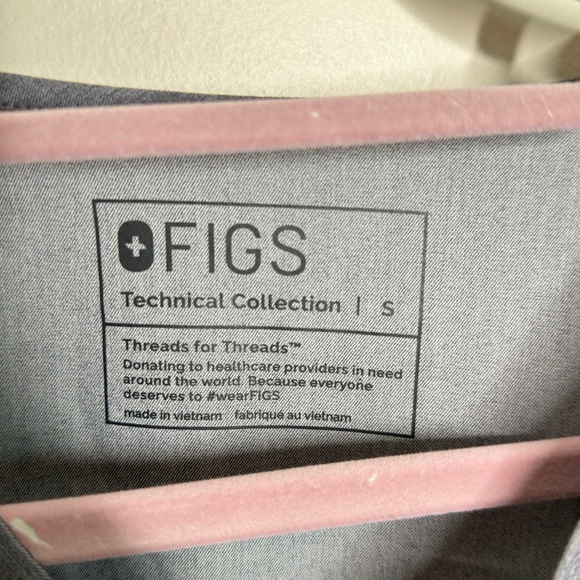 FIGS
Technical Collection | S
Threads for Threads™
Donating to healthcare providers in need
around the world. Because everyone
deserves to #wearFIGS
made in vietnam fabriqué au vietnam